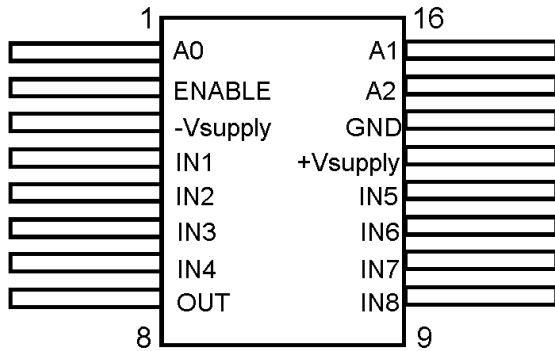 1 16
A0 A1
ENABLE A2
-Vsupply GND
IN1 +Vsupply
IN2 IN5
IN3 IN6
IN4 IN7
OUT IN8
8 9